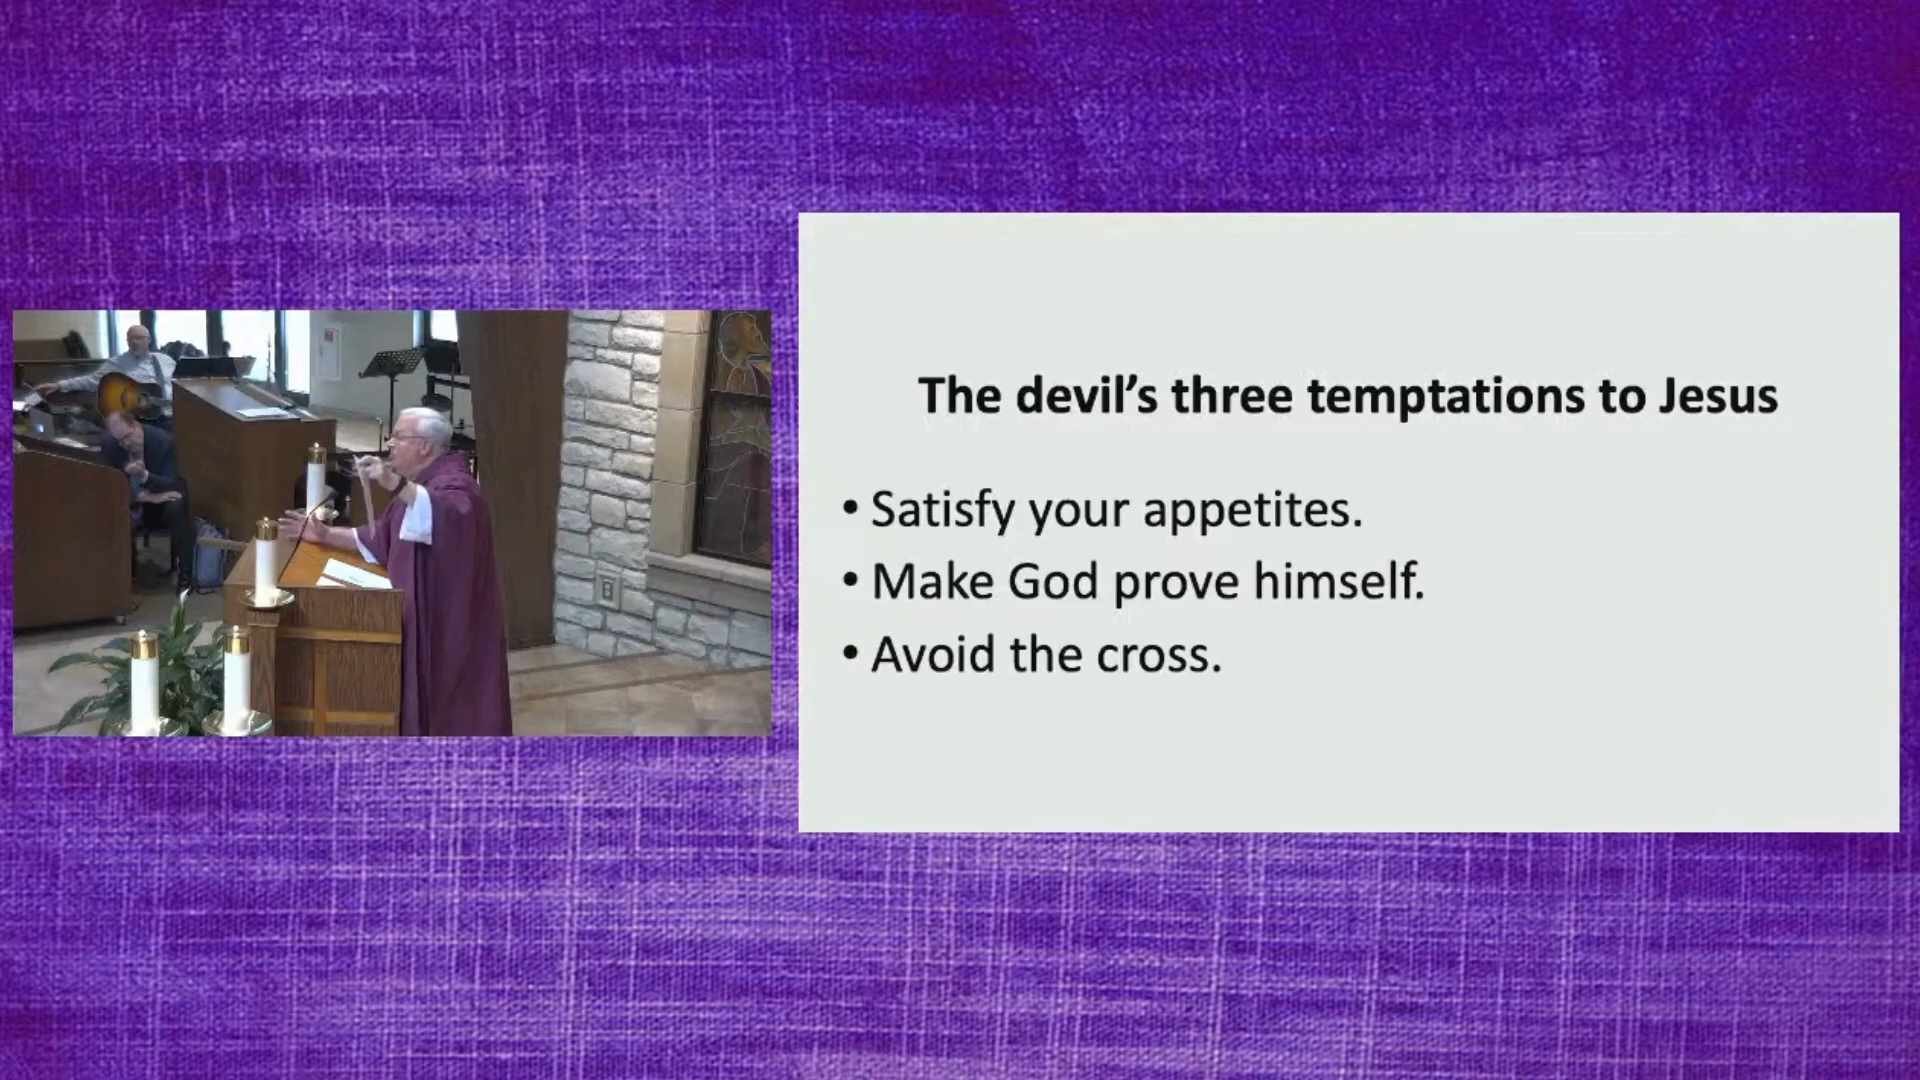 The devil’s three temptations to Jesus
• Satisfy your appetites.
• Make God prove himself.
• Avoid the cross.